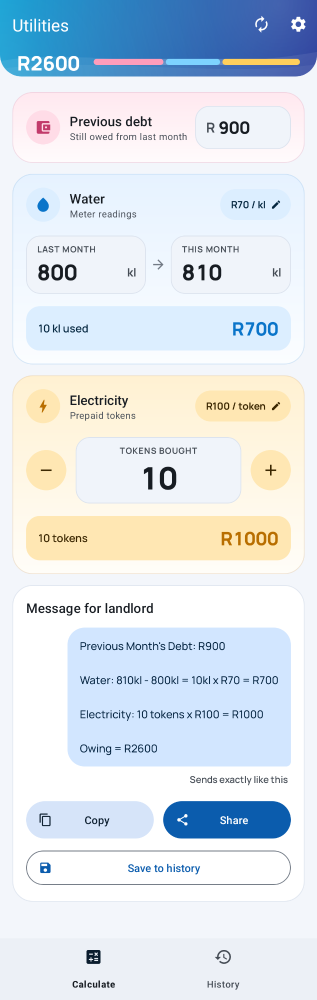 Utilities
R2600
Previous debt
Still owed from last month
R 900
Water
Meter readings
R70 / kl
LAST MONTH
800 kl
THIS MONTH
810 kl
10 kl used
R700
Electricity
Prepaid tokens
R100 / token
TOKENS BOUGHT
10
10 tokens
R1000
Message for landlord
Previous Month's Debt: R900
Water: 810kl - 800kl = 10kl x R70 = R700
Electricity: 10 tokens x R100 = R1000
Owing = R2600
Sends exactly like this
Copy
Share
Save to history
Calculate
History